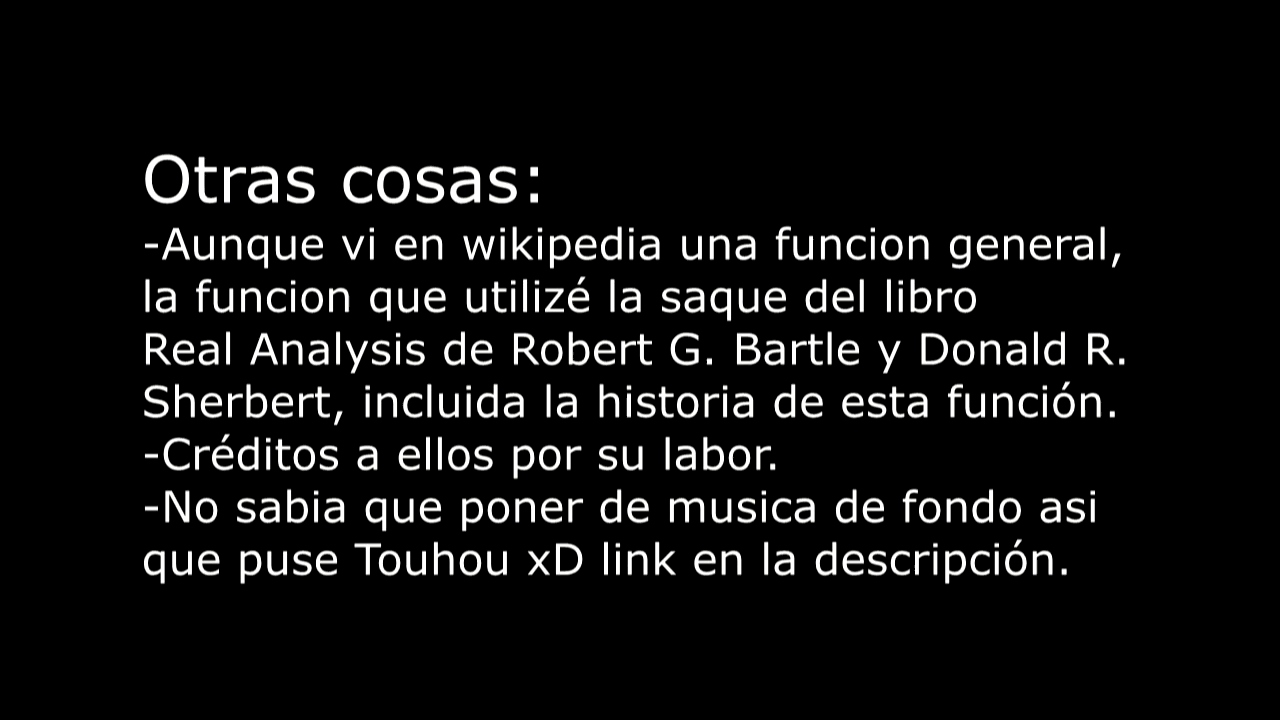 Otras cosas:
-Aunque vi en wikipedia una funcion general,
la funcion que utilizé la saque del libro
Real Analysis de Robert G. Bartle y Donald R.
Sherbert, incluida la historia de esta función.
-Créditos a ellos por su labor.
-No sabia que poner de musica de fondo asi
que puse Touhou xD link en la descripción.